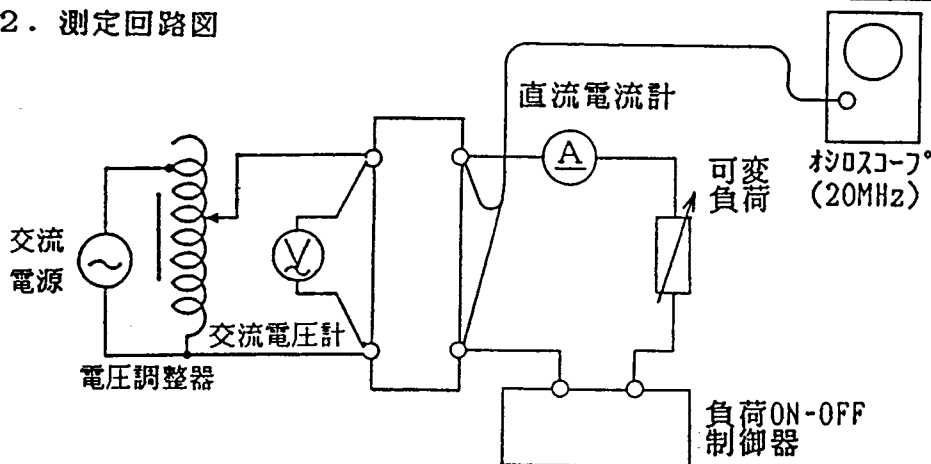 2．測定回路図
直流電流計
A
可変
負荷
オシロスコープ
(20MHz)
交流
電源
V
交流電圧計
電圧調整器
負荷ON-OFF
制御器